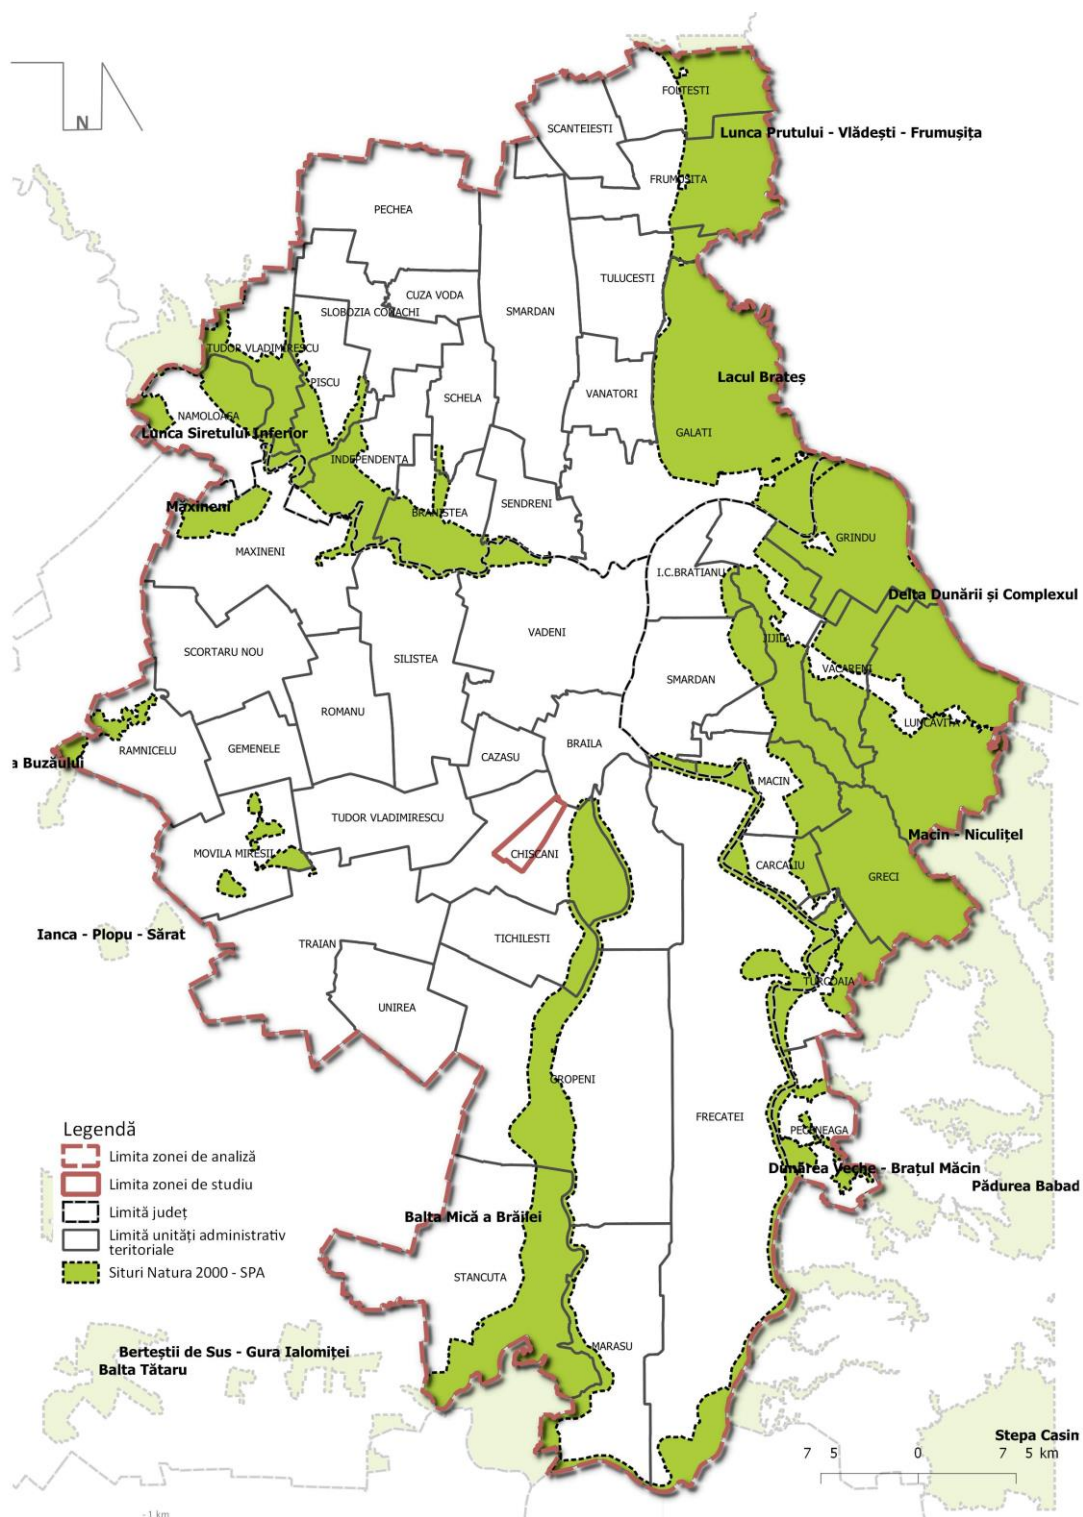 N
FOLTESTI
SCANTEIESTI
Lunca Prutului - Vlădești - Frumușița
FRUMUSITA
PECHEA
TULUCESTI
CUZA VODA
SLOBOZIA CONACHI
SMARDAN
TUDOR VLADIMIRESCU
Lacul Brateș
PISCU
VANATORI
SCHELA
NAMOLOASA
Lunca Siretului Inferior
GALATI
INDEPENDENTA
SENDRENI
Măxineni
BRANISTEA
GRINDU
MAXINENI
I.C.BRATIANU
Delta Dunării și Complexul
VADENI
JIJILA
SCORTARU NOU
SILISTEA
VACARENI
SMARDAN
ROMANU
LUNCAVITA
RAMNICELU
GEMENELE
BRAILA
CAZASU
a Buzăului
MACIN
TUDOR VLADIMIRESCU
Macin - Niculițel
MOVILA MIRESII
CHISCANI
CARCALIU
GRECI
Ianca - Plopu - Sărat
TRAIAN
TICHILESTI
TURCOAIA
UNIREA
GROPENI
FRECATEI
PECENEAGA
Legendă
Limita zonei de analiză
Limita zonei de studiu
Limită județ
Limită unități administrativ
teritoriale
Situri Natura 2000 - SPA
Dunărea Veche - Brațul Măcin
Pădurea Babad
Balta Mică a Brăilei
STANCUTA
MARASU
Berteștii de Sus - Gura Ialomiței
Balta Tătaru
Stepa Casin
7 5 0 7 5 km
-1 km